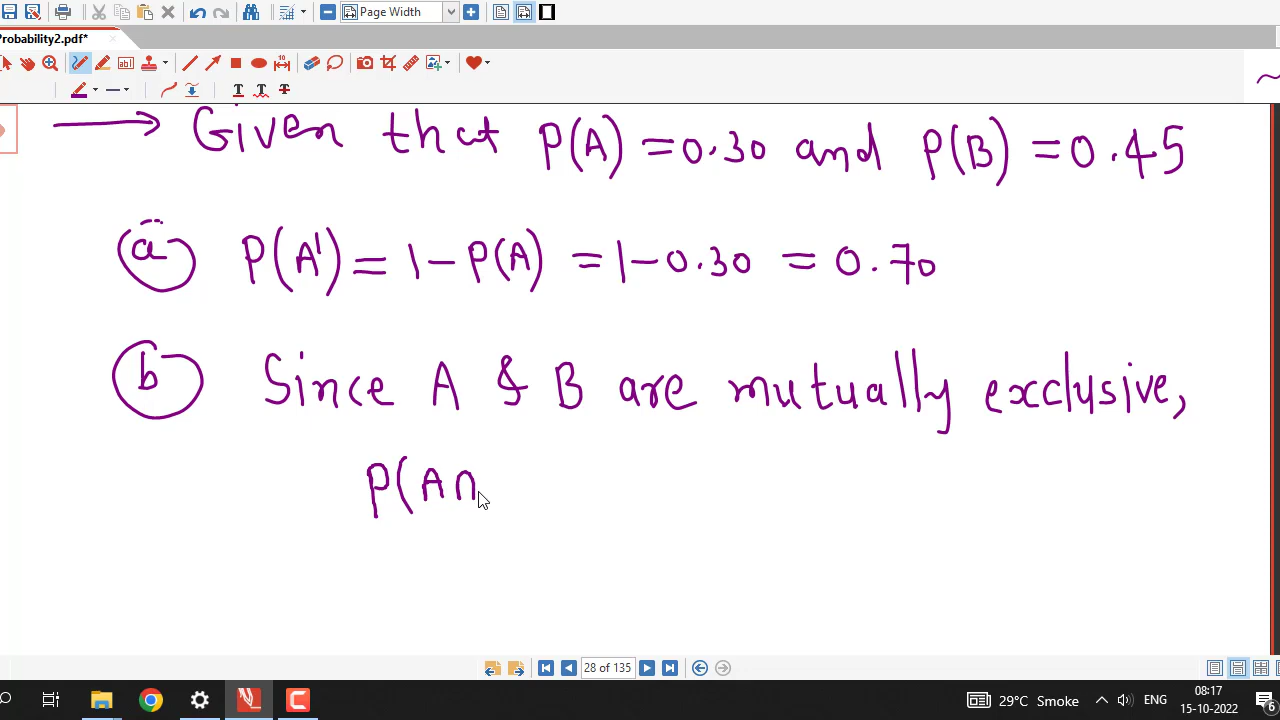 Page Width
Probability2.pdf*
→ Given that P(A) = 0.30 and P(B) = 0.45
a P(A') = 1 - P(A) = 1 - 0.30 = 0.70
b Since A & B are mutually exclusive,
P(A∩
28 of 135
29°C Smoke ENG 08:17
15-10-2022 6